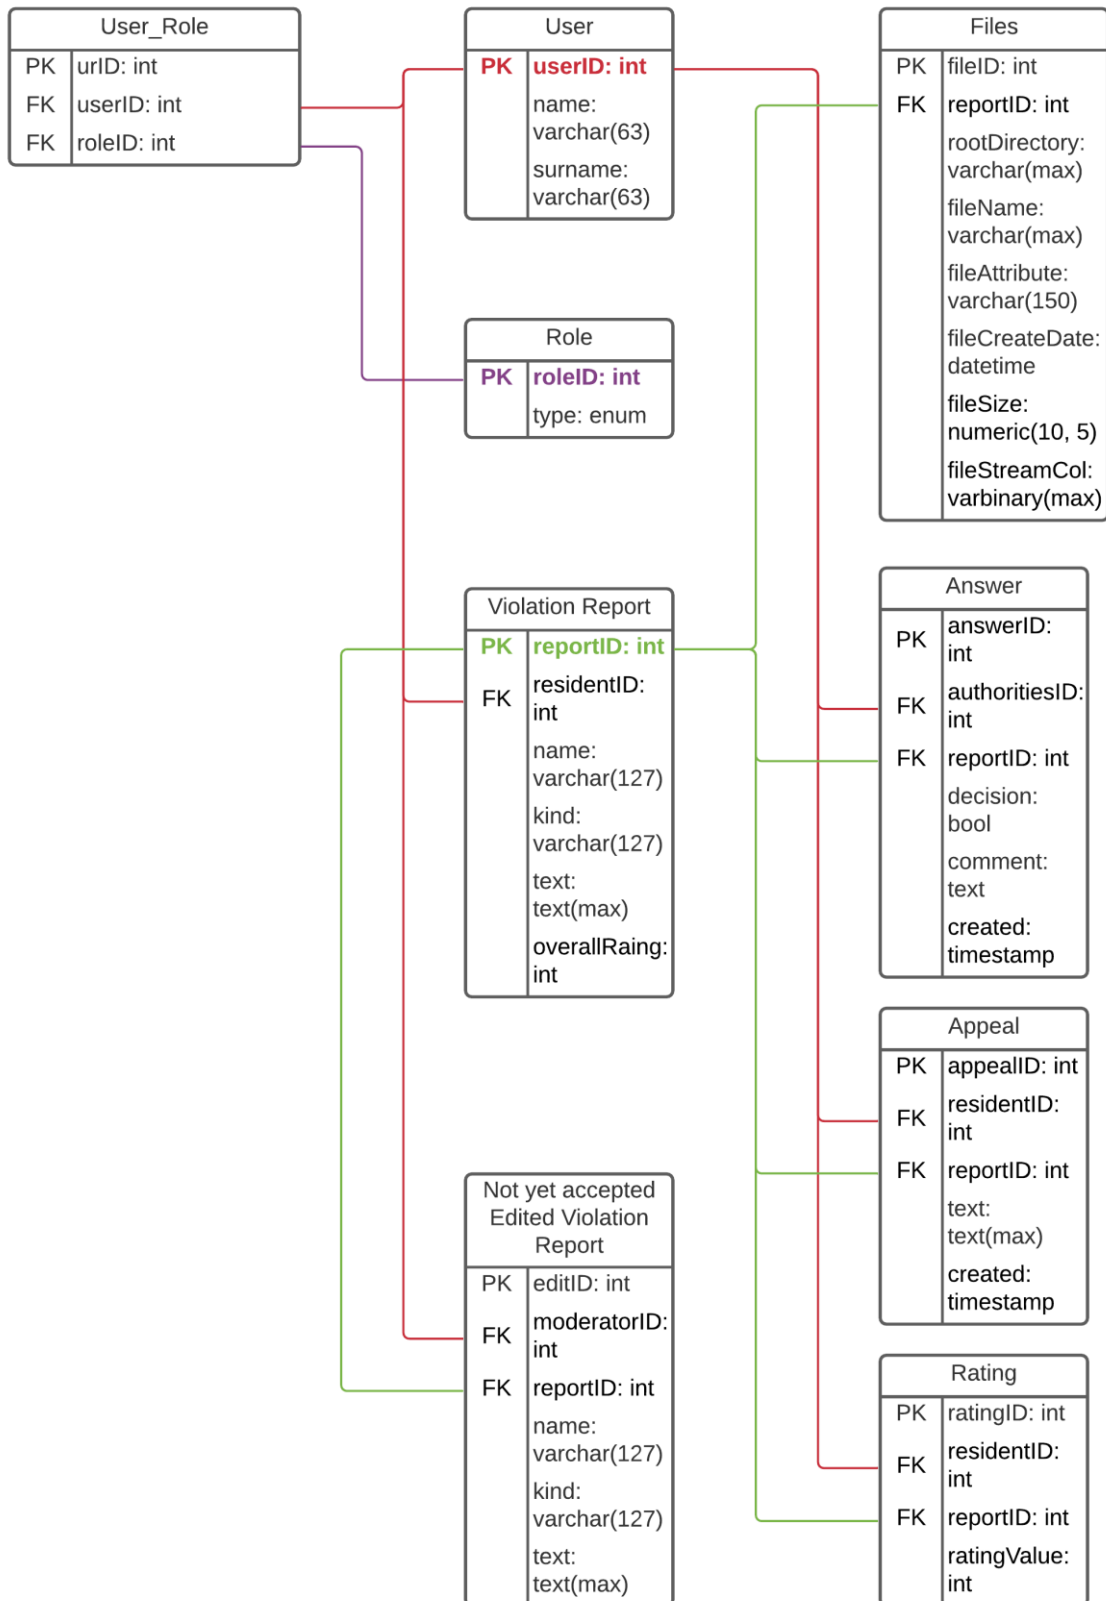 User_Role
PK urID: int
FK userID: int
FK roleID: int
User
PK userID: int
name:
varchar(63)
surname:
varchar(63)
Role
PK roleID: int
type: enum
Violation Report
PK reportID: int
FK residentID:
int
name:
varchar(127)
kind:
varchar(127)
text:
text(max)
overallRaing:
int
Not yet accepted
Edited Violation
Report
PK editID: int
FK moderatorID:
int
FK reportID: int
name:
varchar(127)
kind:
varchar(127)
text:
text(max)
Files
PK fileID: int
FK reportID: int
rootDirectory:
varchar(max)
fileName:
varchar(max)
fileAttribute:
varchar(150)
fileCreateDate:
datetime
fileSize:
numeric(10, 5)
fileStreamCol:
varbinary(max)
Answer
PK answerID:
int
FK authoritiesID:
int
FK reportID: int
decision:
bool
comment:
text
created:
timestamp
Appeal
PK appealID: int
FK residentID:
int
FK reportID: int
text:
text(max)
created:
timestamp
Rating
PK ratingID: int
FK residentID:
int
FK reportID: int
ratingValue:
int